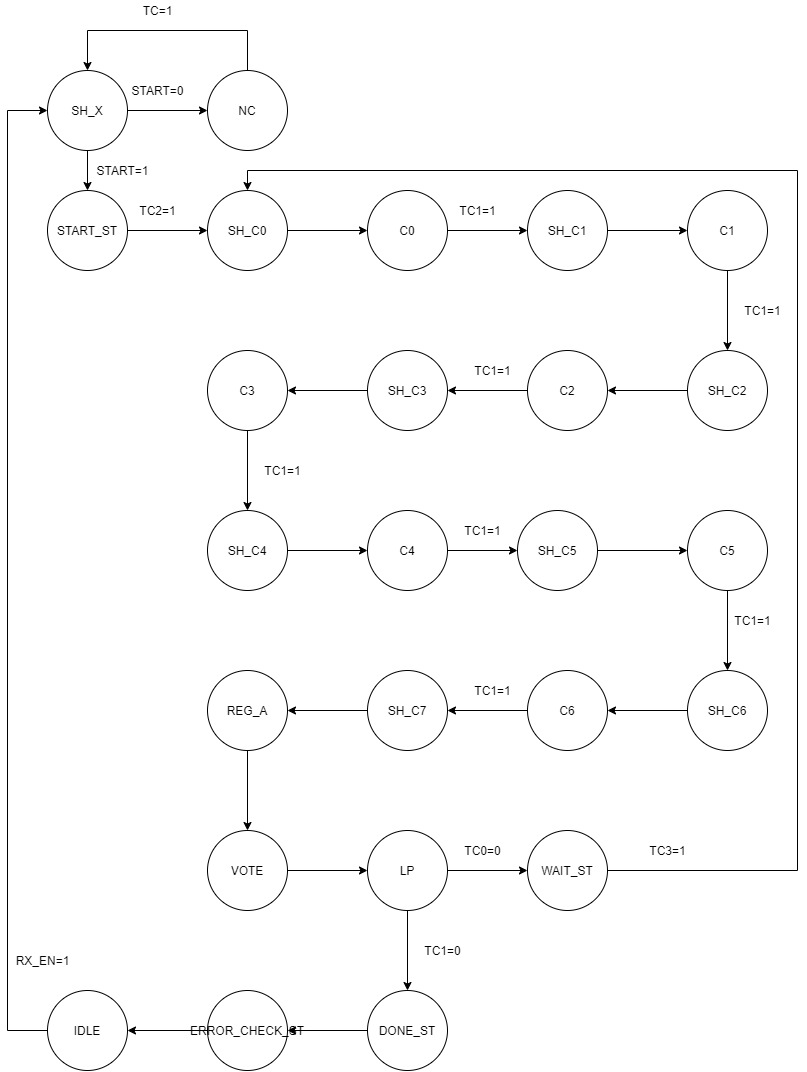 TC=1
SH_X
START=0
NC
START=1
START_ST
TC2=1
SH_C0
C0
TC1=1
SH_C1
C1
TC1=1
C3
SH_C3
TC1=1
C2
SH_C2
TC1=1
SH_C4
C4
TC1=1
SH_C5
C5
TC1=1
REG_A
SH_C7
TC1=1
C6
SH_C6
VOTE
LP
TC0=0
WAIT_ST
TC3=1
TC1=0
RX_EN=1
IDLE
ERROR_CHECK_ST
DONE_ST